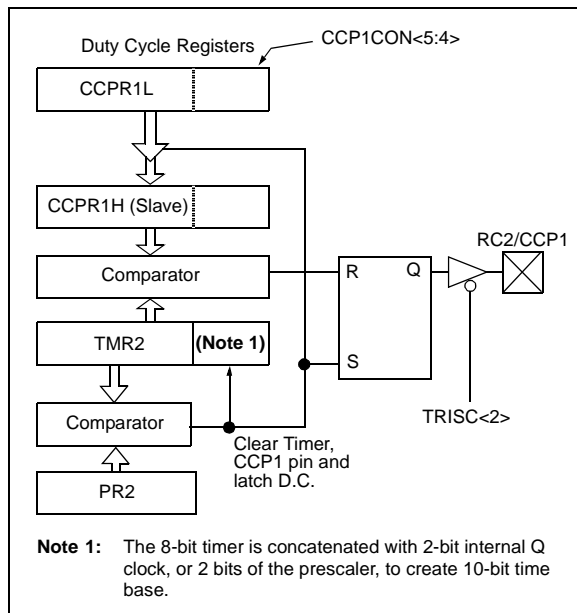 Duty Cycle Registers
CCP1CON<5:4>
CCPR1L
CCPR1H (Slave)
Comparator
R
Q
RC2/CCP1
TMR2
(Note 1)
S
Comparator
TRISC<2>
Clear Timer,
CCP1 pin and
latch D.C.
PR2
Note 1: The 8-bit timer is concatenated with 2-bit internal Q
clock, or 2 bits of the prescaler, to create 10-bit time
base.